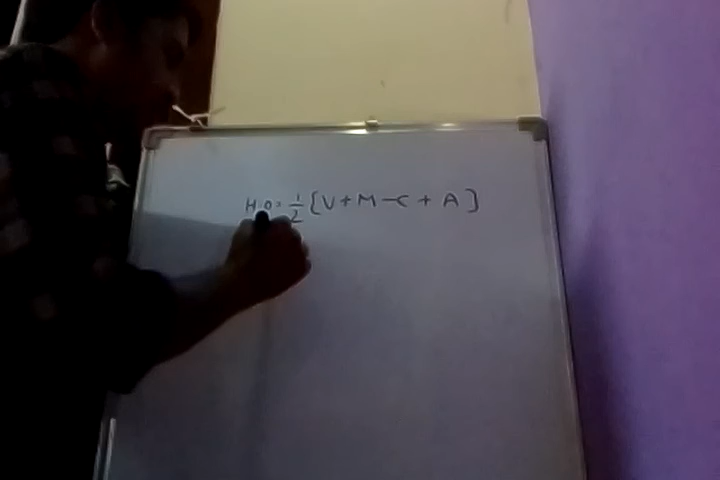 H.O = 1/2 [V+M-C+A]